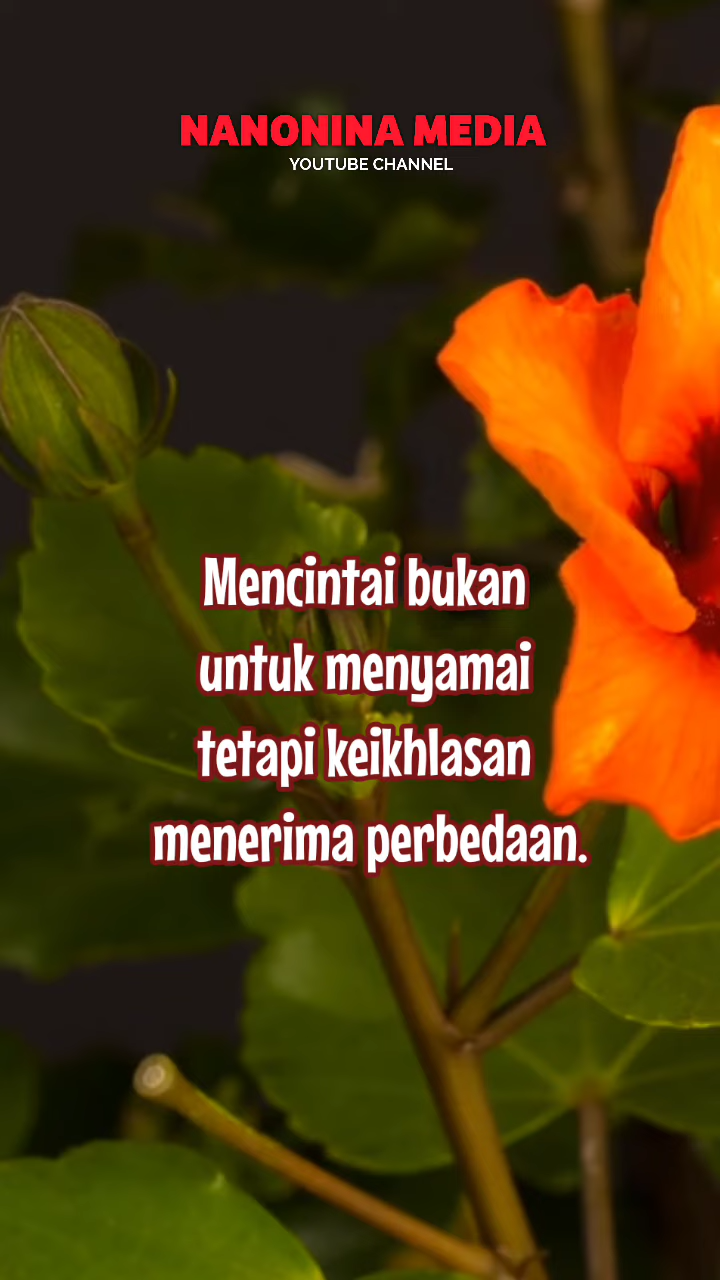 NANONINA MEDIA
YOUTUBE CHANNEL
Mencintai bukan
untuk menyamai
tetapi keikhlasan
menerima perbedaan.